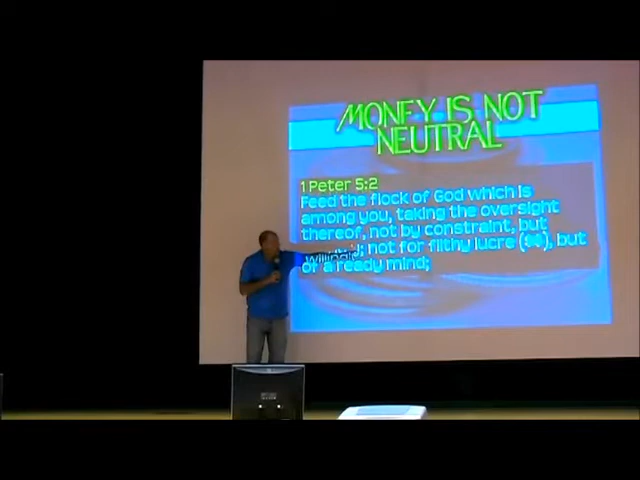 MONEY IS NOT
NEUTRAL
1 Peter 5:2
Feed the flock of God which is
among you, taking the oversight
thereof, not by constraint, but
willingly; not for filthy lucre ($$), but
of a ready mind;